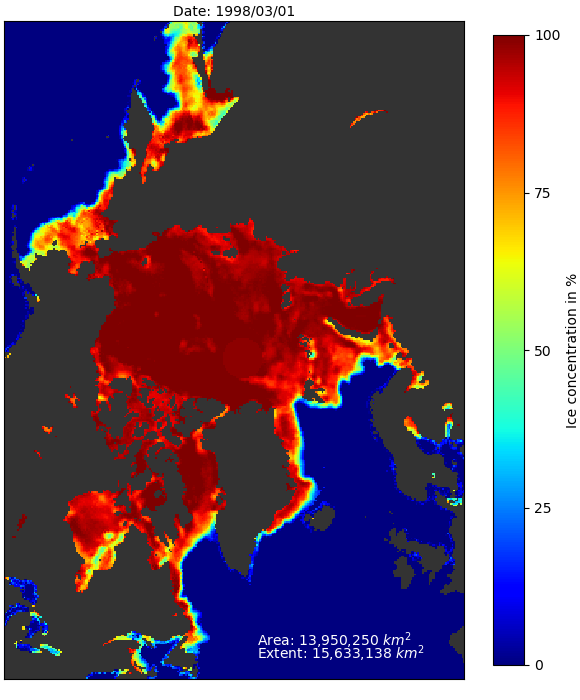 Date: 1998/03/01
100
75
50
25
0
Ice concentration in %
Area: 13,950,250 km²
Extent: 15,633,138 km²